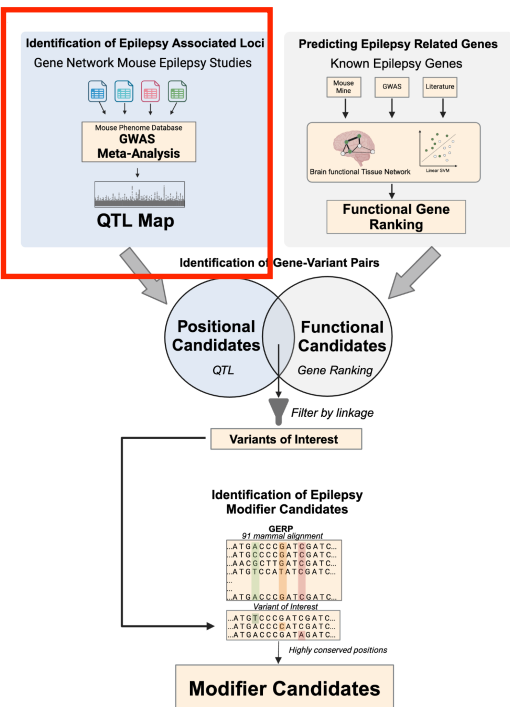 Identification of Epilepsy Associated Loci
Gene Network Mouse Epilepsy Studies
Mouse Phenome Database
GWAS
Meta-Analysis
QTL Map
Predicting Epilepsy Related Genes
Known Epilepsy Genes
Mouse
Mine
GWAS
Literature
Brain functional Tissue Network
Linear SVM
Functional Gene
Ranking
Identification of Gene-Variant Pairs
Positional
Candidates
QTL
Functional
Candidates
Gene Ranking
Filter by linkage
Variants of Interest
Identification of Epilepsy
Modifier Candidates
GERP
91 mammal alignment
...ATGACCCGATCGATC...
...ATGCCCCGATCGATC...
...AACGCTTGATCGATC...
...ATGTCCATATCGATC...
...
...
...ATGACCCGATCGATC...
Variant of Interest
...ATGTCCCGATCGATC...
...ATGACCCCATCGATC...
...ATGACCCGATAGATC...
Highly conserved positions
Modifier Candidates